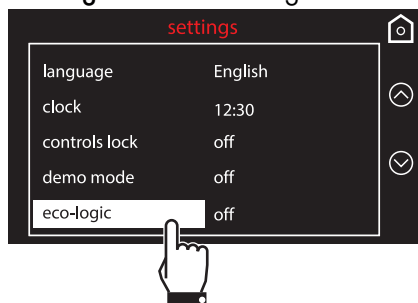 settings
language English
clock 12:30
controls lock off
demo mode off
eco-logic off